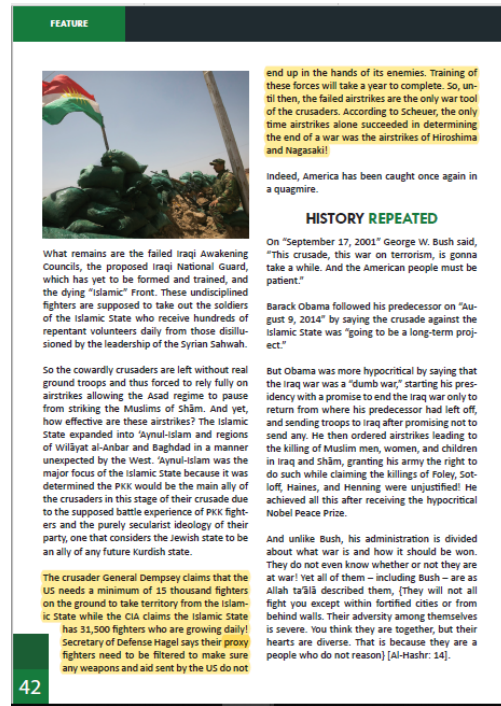 FEATURE
What remains are the failed Iraqi Awakening
Councils, the proposed Iraqi National Guard,
which has yet to be formed and trained, and
the dying “Islamic” Front. These undisciplined
fighters are supposed to take out the soldiers
of the Islamic State who receive hundreds of
repentant volunteers daily from those disillu-
sioned by the leadership of the Syrian Sahwah.
So the cowardly crusaders are left without real
ground troops and thus forced to rely fully on
airstrikes allowing the Asad regime to pause
from striking the Muslims of Shām. And yet,
how effective are these airstrikes? The Islamic
State expanded into ‘Aynul-Islam and regions
of Wilāyat al-Anbar and Baghdad in a manner
unexpected by the West. ‘Aynul-Islam was the
major focus of the Islamic State because it was
determined the PKK would be the main ally of
the crusaders in this stage of their crusade due
to the supposed battle experience of PKK fight-
ers and the purely secularist ideology of their
party, one that considers the Jewish state to be
an ally of any future Kurdish state.
The crusader General Dempsey claims that the
US needs a minimum of 15 thousand fighters
on the ground to take territory from the Islam-
ic State while the CIA claims the Islamic State
has 31,500 fighters who are growing daily!
Secretary of Defense Hagel says their proxy
fighters need to be filtered to make sure
any weapons and aid sent by the US do not
42
end up in the hands of its enemies. Training of
these forces will take a year to complete. So, un-
til then, the failed airstrikes are the only war tool
of the crusaders. According to Scheuer, the only
time airstrikes alone succeeded in determining
the end of a war was the airstrikes of Hiroshima
and Nagasaki!
Indeed, America has been caught once again in
a quagmire.
HISTORY REPEATED
On “September 17, 2001” George W. Bush said,
“This crusade, this war on terrorism, is gonna
take a while. And the American people must be
patient.”
Barack Obama followed his predecessor on “Au-
gust 9, 2014” by saying the crusade against the
Islamic State was “going to be a long-term proj-
ect.”
But Obama was more hypocritical by saying that
the Iraq war was a “dumb war,” starting his pres-
idency with a promise to end the Iraq war only to
return from where his predecessor had left off,
and sending troops to Iraq after promising not to
send any. He then ordered airstrikes leading to
the killing of Muslim men, women, and children
in Iraq and Shām, granting his army the right to
do such while claiming the killings of Foley, Sot-
loff, Haines, and Henning were unjustified! He
achieved all this after receiving the hypocritical
Nobel Peace Prize.
And unlike Bush, his administration is divided
about what war is and how it should be won.
They do not even know whether or not they are
at war! Yet all of them – including Bush – are as
Allah ta’ālā described them, {They will not all
fight you except within fortified cities or from
behind walls. Their adversity among themselves
is severe. You think they are together, but their
hearts are diverse. That is because they are a
people who do not reason} [Al-Hashr: 14].